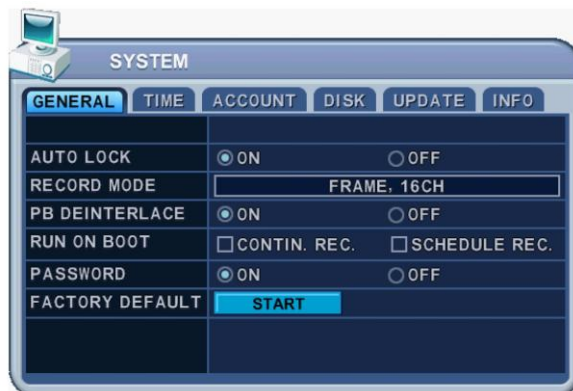 SYSTEM
GENERAL TIME ACCOUNT DISK UPDATE INFO
AUTO LOCK ON OFF
RECORD MODE FRAME, 16CH
PB DEINTERLACE ON OFF
RUN ON BOOT CONTIN. REC. SCHEDULE REC.
PASSWORD ON OFF
FACTORY DEFAULT START